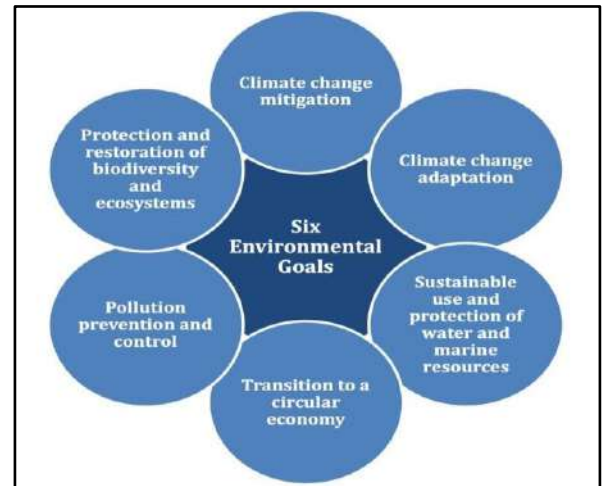 Climate change
mitigation
Climate change
adaptation
Sustainable
use and
protection of
water and
marine
resources
Transition to a
circular
economy
Pollution
prevention and
control
Protection and
restoration of
biodiversity
and
ecosystems
Six
Environmental
Goals